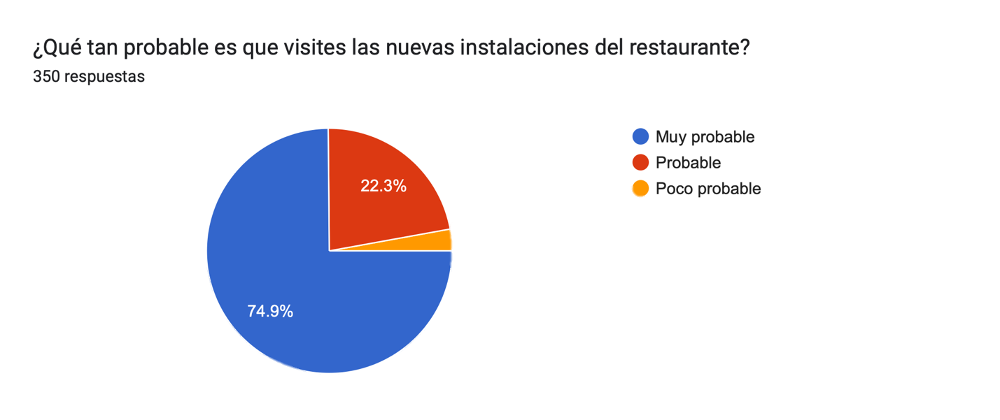 ¿Qué tan probable es que visites las nuevas instalaciones del restaurante?
350 respuestas
Muy probable
Probable
Poco probable
22.3%
74.9%